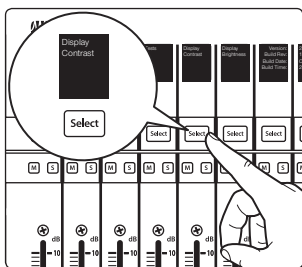 Display
Contrast
Select
Tests
Display
Contrast
Display
Brightness
Version
Build Rev
Build Date
Build Time
Select
Select
Select
Select
M S M S M S M S M S M S M S
dB dB dB dB dB
-10 -10 -10 -10 -10